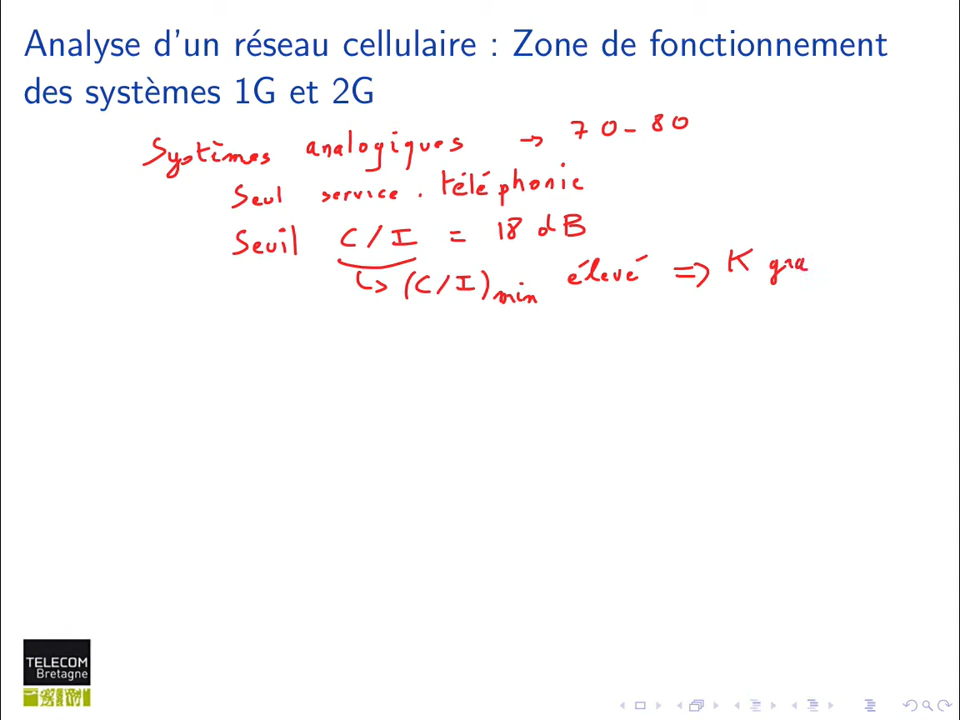 Analyse d'un réseau cellulaire : Zone de fonctionnement
des systèmes 1G et 2G
Systèmes analogiques → 70-80
Seul service. téléphonie
Seuil C/I = 18 dB
↳ (C/I)min élevé ⇒ K gra
TELECOM
Bretagne